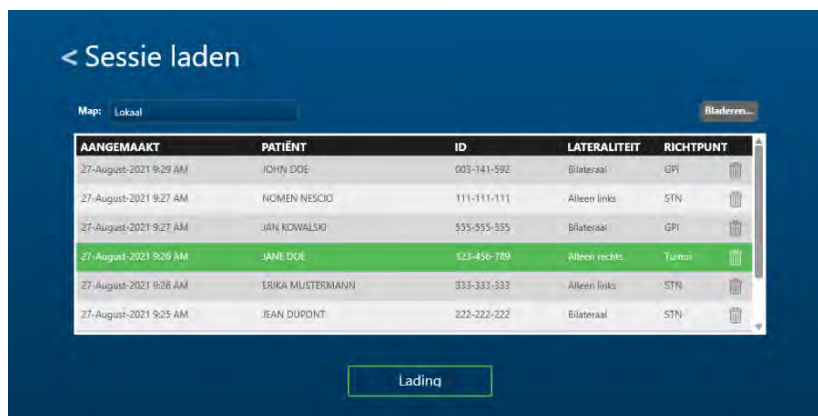 < Sessie laden
Map: Lokaal Bladeren...
AANGEMAAKT PATIËNT ID LATERALITEIT RICHTPUNT
27-August-2021 9:29 AM JOHN DOE 003-141-592 Bilateraal GPi
27-August-2021 9:27 AM NOMEN NESCIO 111-111-111 Alleen links STN
27-August-2021 9:27 AM JAN KOWALSKI 555-555-555 Bilateraal GPi
27-August-2021 9:26 AM JANE DOE 123-456-789 Alleen rechts Tumor
27-August-2021 9:26 AM ERIKA MUSTERMANN 333-333-333 Alleen links STN
27-August-2021 9:25 AM JEAN DUPONT 222-222-222 Bilateraal STN
Lading